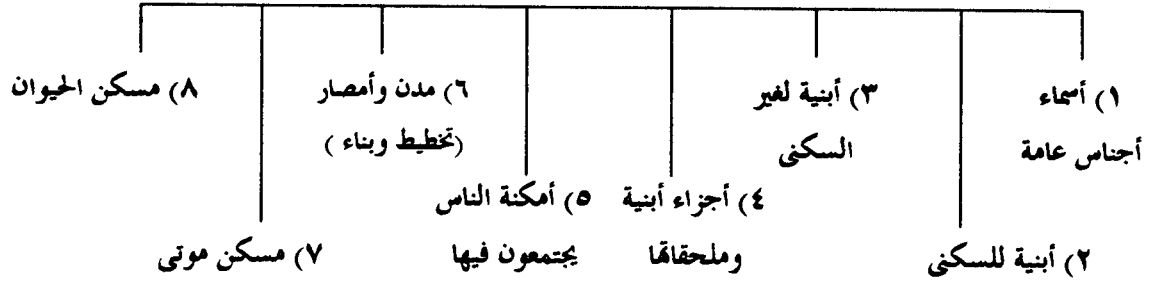 ١) أسماء
أجناس عامة
٢) أبنية للسكنى
٣) أبنية لغير
السكنى
٤) أجزاء أبنية
وملحقاتها
٥) أمكنة الناس
يجتمعون فيها
٦) مدن وأمصار
(تخطيط وبناء )
٧) مسكن موتى
٨) مسكن الحيوان